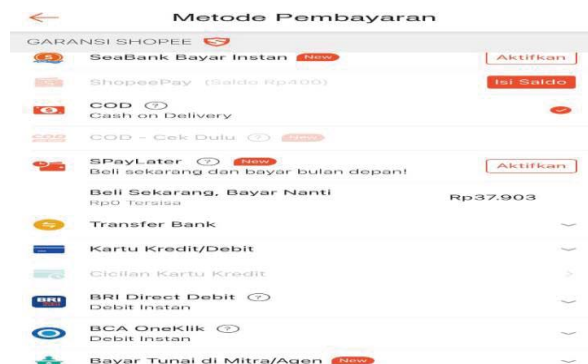 Metode Pembayaran
GARANSI SHOPEE
SeaBank Bayar Instan New Aktifkan
ShopeePay (Saldo Rp400) Isi Saldo
COD ?
Cash on Delivery
COD - Cek Dulu ? New
SPayLater ? New Aktifkan
Beli sekarang dan bayar bulan depan!
Beli Sekarang, Bayar Nanti Rp37.903
Rp0 Tersisa
Transfer Bank
Kartu Kredit/Debit
Cicilan Kartu Kredit
BRI BRI Direct Debit ?
Debit Instan
BCA OneKlik ?
Debit Instan
Bayar Tunai di Mitra/Agen New